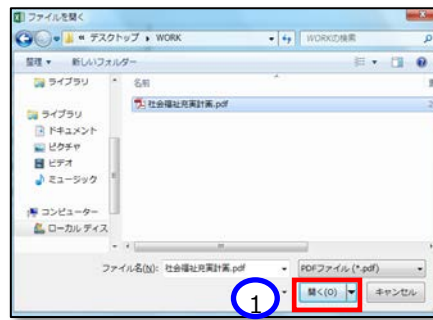 ファイルを開く
« デスクトップ ▸ WORK
WORKの検索
整理 ▼
新しいフォルダー
ライブラリ
名前
社会福祉充実計画.pdf
ライブラリ
ドキュメント
ピクチャ
ビデオ
ミュージック
コンピューター
ローカル ディス
ファイル名(N): 社会福祉充実計画.pdf
PDFファイル (*.pdf)
1
開く(O)
キャンセル